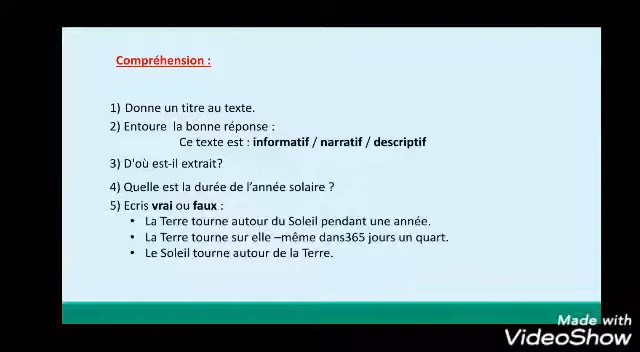 Compréhension :
1) Donne un titre au texte.
2) Entoure la bonne réponse :
Ce texte est : informatif / narratif / descriptif
3) D'où est-il extrait?
4) Quelle est la durée de l'année solaire ?
5) Ecris vrai ou faux :
• La Terre tourne autour du Soleil pendant une année.
• La Terre tourne sur elle –même dans365 jours un quart.
• Le Soleil tourne autour de la Terre.
Made with
VideoShow